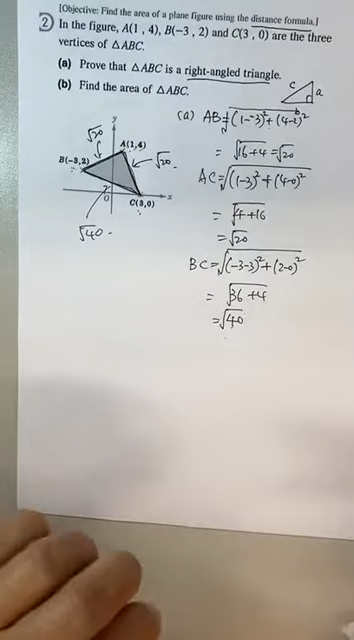 [Objective: Find the area of a plane figure using the distance formula.]
2 In the figure, A(1 , 4), B(−3 , 2) and C(3 , 0) are the three
vertices of △ABC.
(a) Prove that △ABC is a right-angled triangle.
(b) Find the area of △ABC.
c a
b
(a) AB=√(1-−3)²+(4-2)²
= √16+4 =√20
AC=√(1-3)²+(4-0)²
= √4+16
=√20
BC=√(-3-3)²+(2-0)²
= √36+4
=√40
y
√20
A(1,4)
B(−3,2)
√20
O
C(3,0)
x
√40